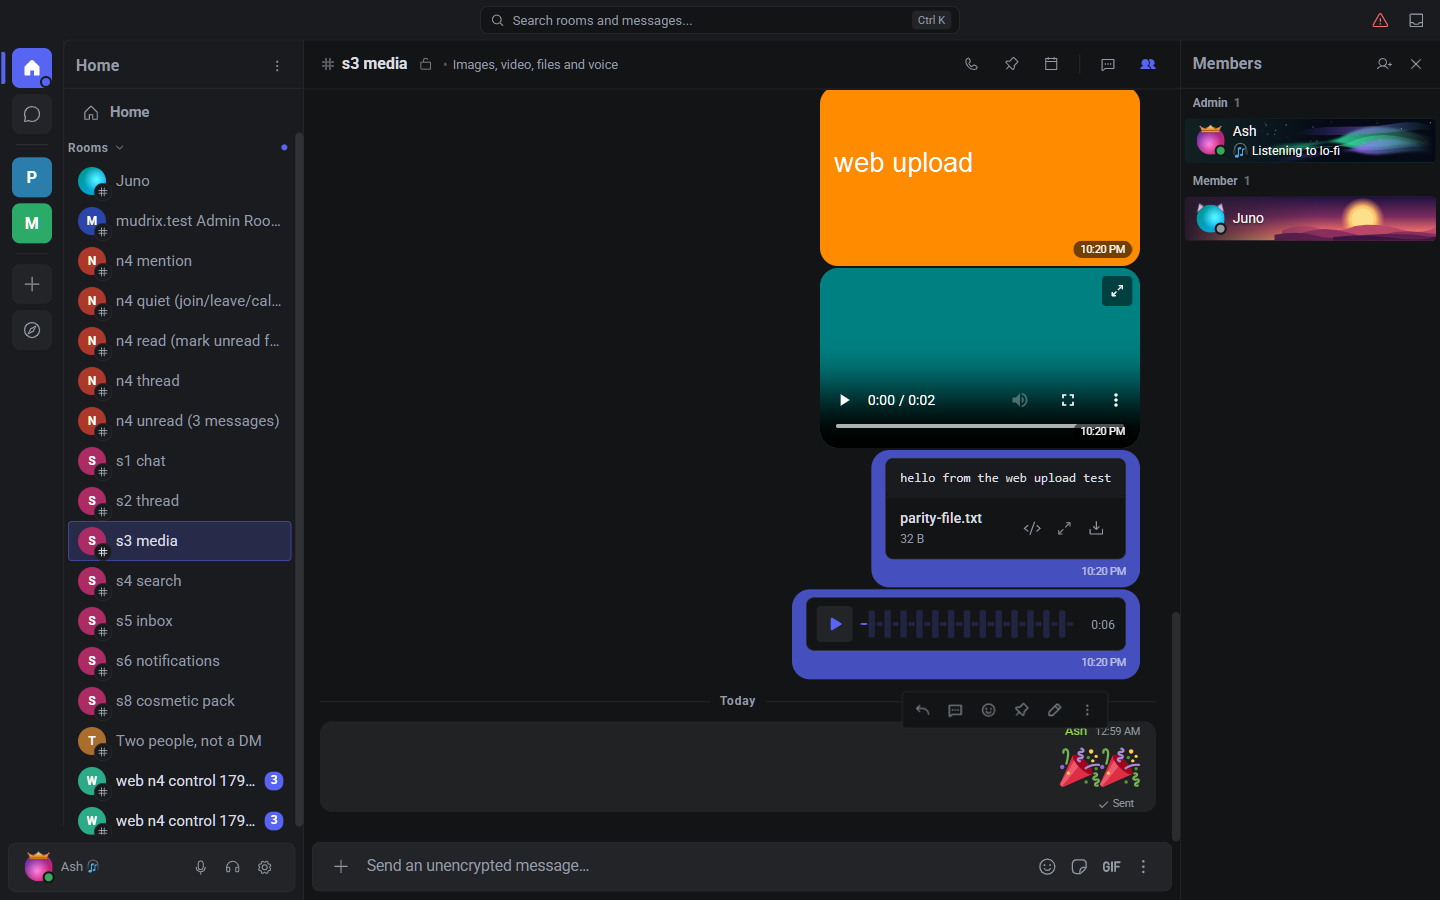 Search rooms and messages...
Ctrl K
Home
Home
Rooms
P
M
Juno
M
mudrix.test Admin Roo...
N
n4 mention
N
n4 quiet (join/leave/cal...
N
n4 read (mark unread f...
N
n4 thread
N
n4 unread (3 messages)
S
s1 chat
S
s2 thread
S
s3 media
S
s4 search
S
s5 inbox
S
s6 notifications
S
s8 cosmetic pack
T
Two people, not a DM
W
web n4 control 179...
3
W
web n4 control 179...
3
Ash
s3 media
• Images, video, files and voice
web upload
10:20 PM
0:00 / 0:02
10:20 PM
hello from the web upload test
parity-file.txt
32 B
10:20 PM
0:06
10:20 PM
Today
Ash 12:59 AM
Sent
Send an unencrypted message...
GIF
Members
Admin 1
Ash
Listening to lo-fi
Member 1
Juno